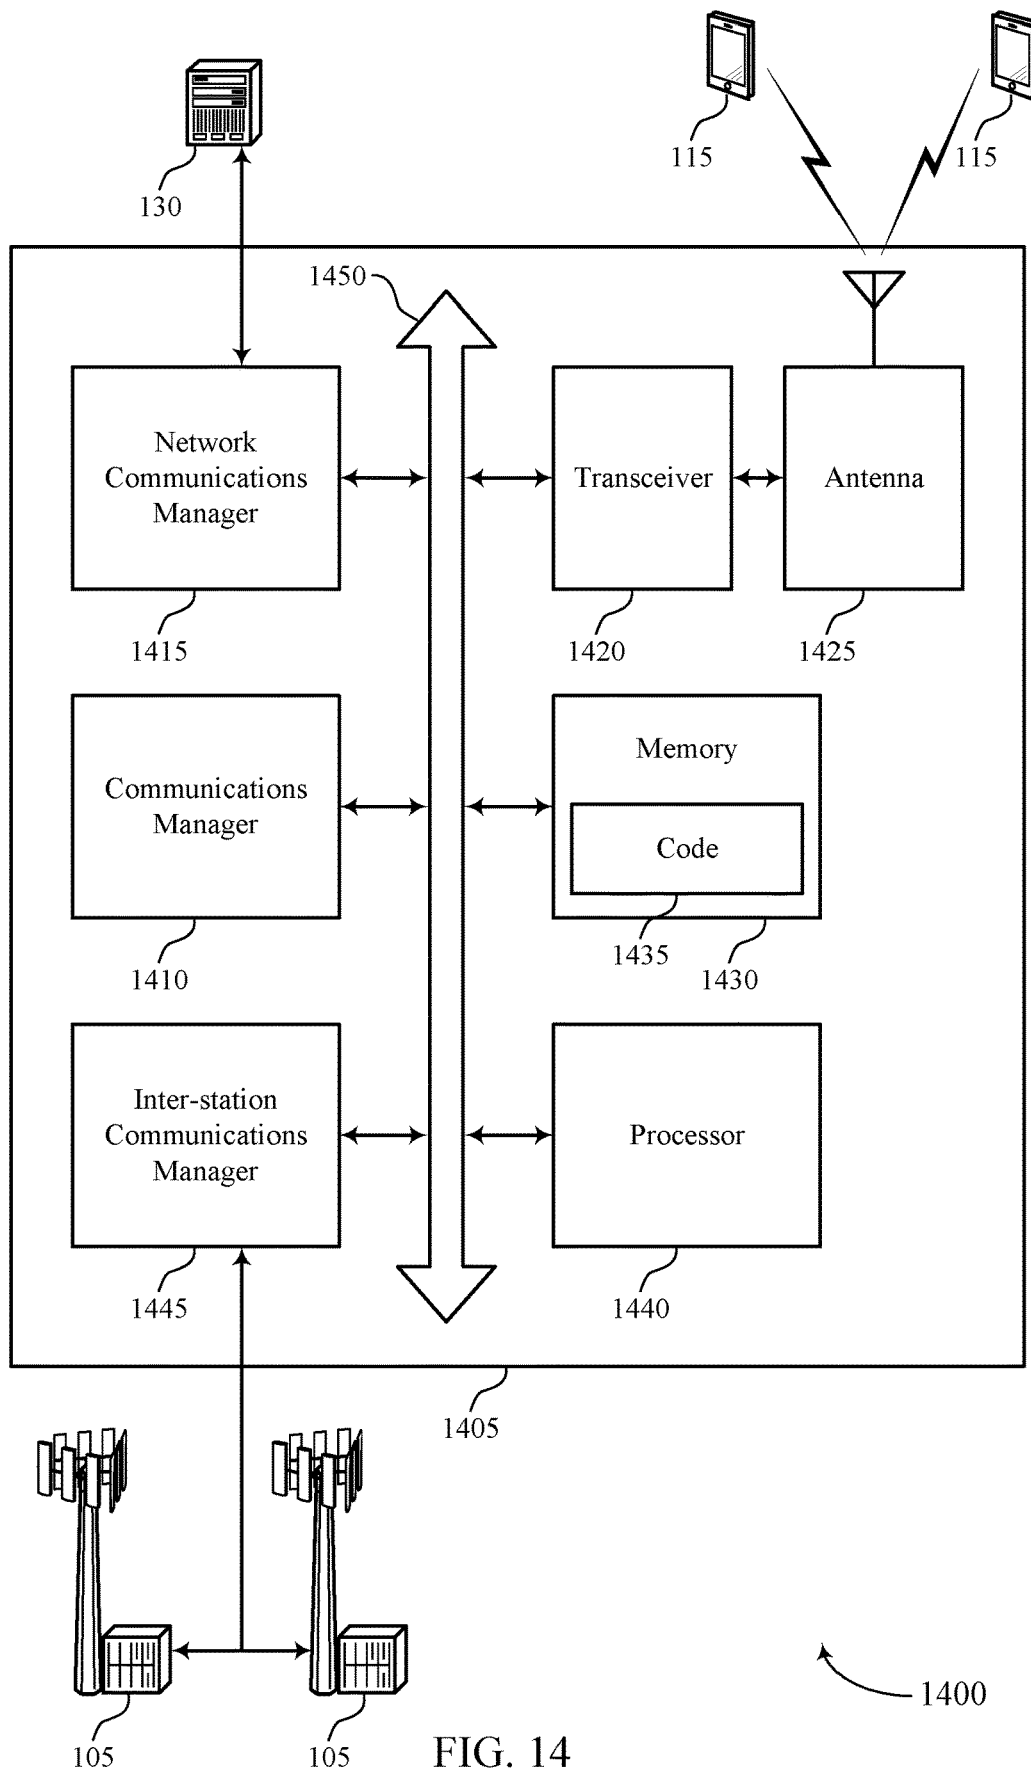 115
115
130
1450
Network
Communications
Manager
Transceiver
Antenna
1415
1420
1425
Communications
Manager
Memory
Code
1410
1435
1430
Inter-station
Communications
Manager
Processor
1445
1440
1405
1400
105
105
FIG. 14